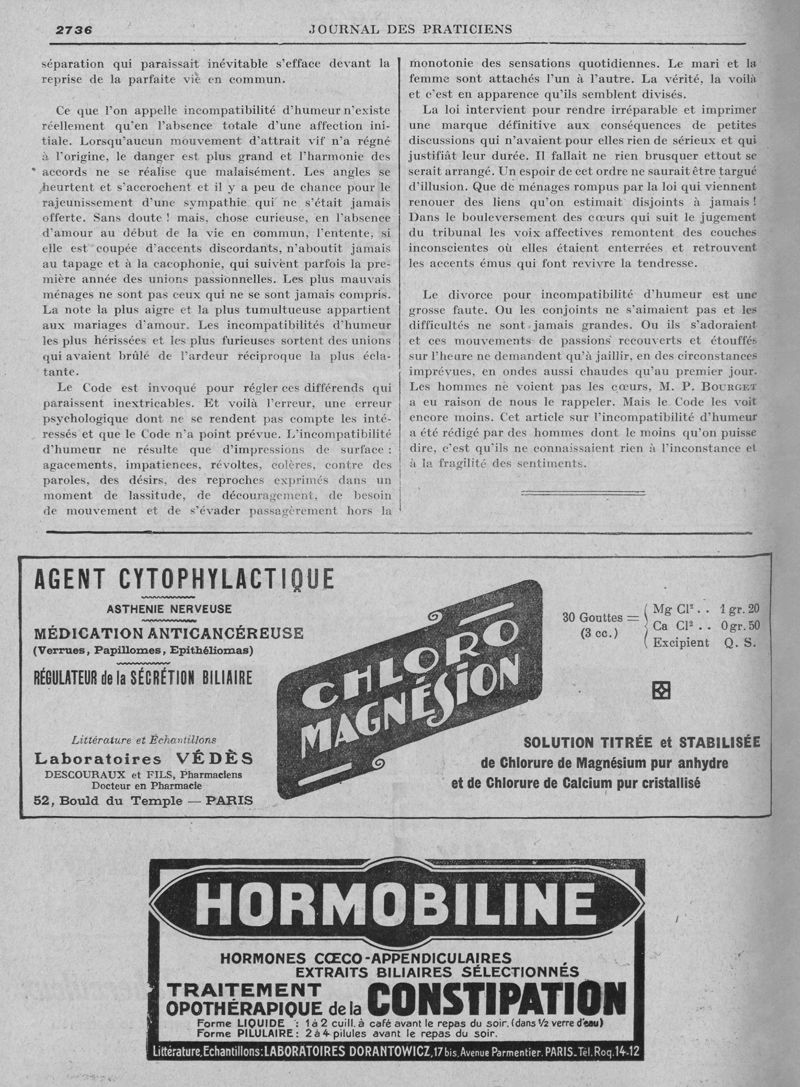 2736
JOURNAL DES PRATICIENS
séparation qui paraissait inévitable s'efface devant la
reprise de la parfaite vie en commun.
Ce que l'on appelle incompatibilité d'humeur n'existe
réellement qu'en l'absence totale d'une affection ini-
tiale. Lorsqu'aucun mouvement d'attrait vif n'a régné
à l'origine, le danger est plus grand et l'harmonie des
accords ne se réalise que malaisément. Les angles se
heurtent et s'accrochent et il y a peu de chance pour le
rajeunissement d'une sympathie qui ne s'était jamais
offerte. Sans doute ! mais, chose curieuse, en l'absence
d'amour au début de la vie en commun, l'entente, si
elle est coupée d'accents discordants, n'aboutit jamais
au tapage et à la cacophonie, qui suivent parfois la pre-
mière année des unions passionnelles. Les plus mauvais
ménages ne sont pas ceux qui ne se sont jamais compris.
La note la plus aigre et la plus tumultueuse appartient
aux mariages d'amour. Les incompatibilités d'humeur
les plus hérissées et les plus furieuses sortent des unions
qui avaient brûlé de l'ardeur réciproque la plus écla-
tante.
Le Code est invoqué pour régler ces différends qui
paraissent inextricables. Et voilà l'erreur, une erreur
psychologique dont ne se rendent pas compte les inté-
ressés et que le Code n'a point prévue. L'incompatibilité
d'humeur ne résulte que d'impressions de surface :
agacements, impatiences, révoltes, colères, contre des
paroles, des désirs, des reproches exprimés dans un
moment de lassitude, de découragement, de besoin
de mouvement et de s'évader passagèrement hors la
monotonie des sensations quotidiennes. Le mari et la
femme sont attachés l'un à l'autre. La vérité, la voilà
et c'est en apparence qu'ils semblent divisés.
La loi intervient pour rendre irréparable et imprimer
une marque définitive aux conséquences de petites
discussions qui n'avaient pour elles rien de sérieux et qui
justifiât leur durée. Il fallait ne rien brusquer et tout se
serait arrangé. Un espoir de cet ordre ne saurait être targué
d'illusion. Que de ménages rompus par la loi qui viennent
renouer des liens qu'on estimait disjoints à jamais !
Dans le bouleversement des cœurs qui suit le jugement
du tribunal les voix affectives remontent des couches
inconscientes où elles étaient enterrées et retrouvent
les accents émus qui font revivre la tendresse.
Le divorce pour incompatibilité d'humeur est une
grosse faute. Ou les conjoints ne s'aimaient pas et les
difficultés ne sont jamais grandes. Ou ils s'adoraient
et ces mouvements de passions recouverts et étouffés
sur l'heure ne demandent qu'à jaillir, en des circonstances
imprévues, en ondes aussi chaudes qu'au premier jour.
Les hommes ne voient pas les cœurs, M. P. BOURGET
a eu raison de nous le rappeler. Mais le Code les voit
encore moins. Cet article sur l'incompatibilité d'humeur
a été rédigé par des hommes dont le moins qu'on puisse
dire, c'est qu'ils ne connaissaient rien à l'inconstance et
à la fragilité des sentiments.
AGENT CYTOPHYLACTIQUE
ASTHENIE NERVEUSE
MÉDICATION ANTICANCÉREUSE
(Verrues, Papillomes, Epithéliomas)
RÉGULATEUR de la SÉCRÉTION BILIAIRE
Littérature et Échantillons
Laboratoires VÉDÈS
DESCOURAUX et FILS, Pharmaciens
Docteur en Pharmacie
52, Bould du Temple — PARIS
CHLORO
MAGNÉSION
30 Gouttes =
(3 cc.)
Mg Cl² . . 1 gr. 20
Ca Cl² . . 0 gr. 50
Excipient Q. S.
SOLUTION TITRÉE et STABILISÉE
de Chlorure de Magnésium pur anhydre
et de Chlorure de Calcium pur cristallisé
HORMOBILINE
HORMONES CŒCO-APPENDICULAIRES
EXTRAITS BILIAIRES SÉLECTIONNÉS
TRAITEMENT
OPOTHÉRAPIQUE de la CONSTIPATION
Forme LIQUIDE : 1 à 2 cuill. à café avant le repas du soir. (dans 1/2 verre d'eau)
Forme PILULAIRE : 2 à 4 pilules avant le repas du soir.
Littérature, Echantillons: LABORATOIRES DORANTOWICZ, 17 bis, Avenue Parmentier. PARIS. Tél. Roq. 14-12